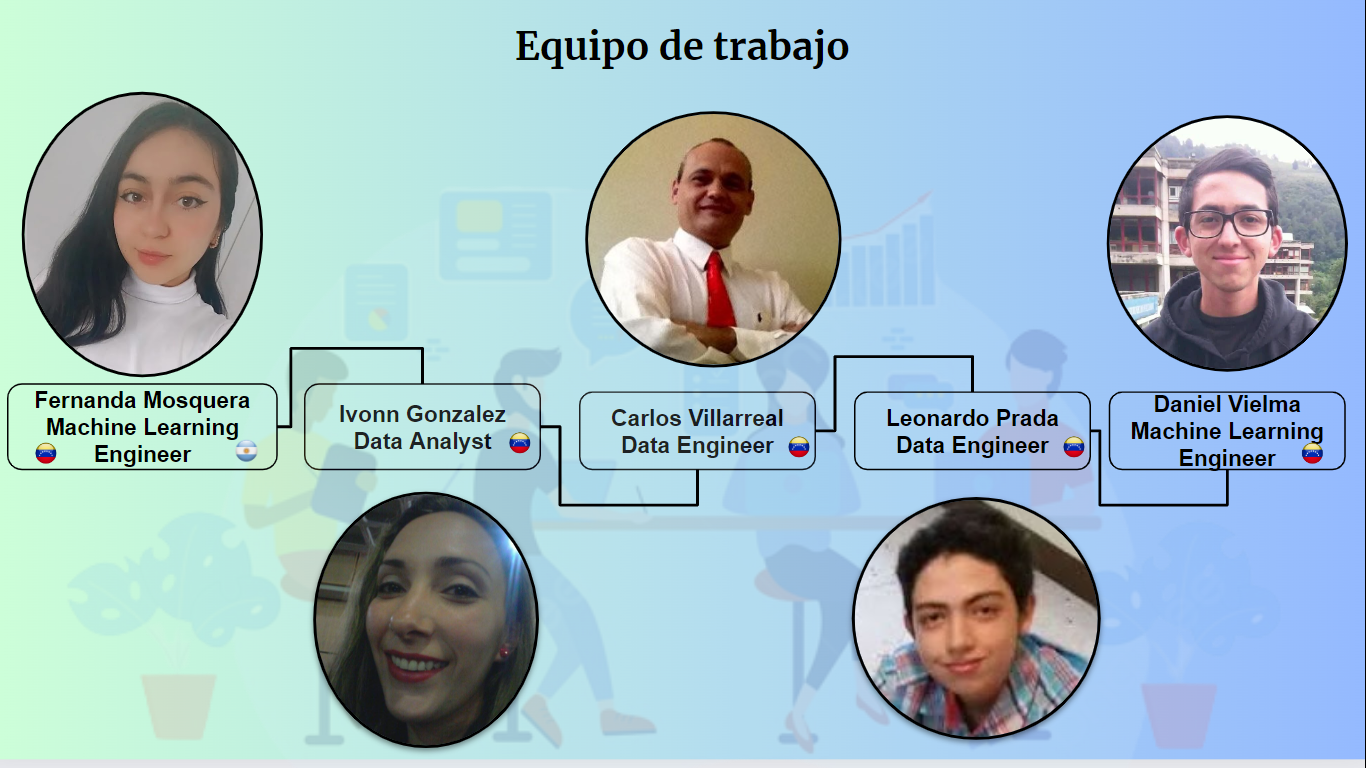 Equipo de trabajo
Fernanda Mosquera
Machine Learning
Engineer
Ivonn Gonzalez
Data Analyst
Carlos Villarreal
Data Engineer
Leonardo Prada
Data Engineer
Daniel Vielma
Machine Learning
Engineer